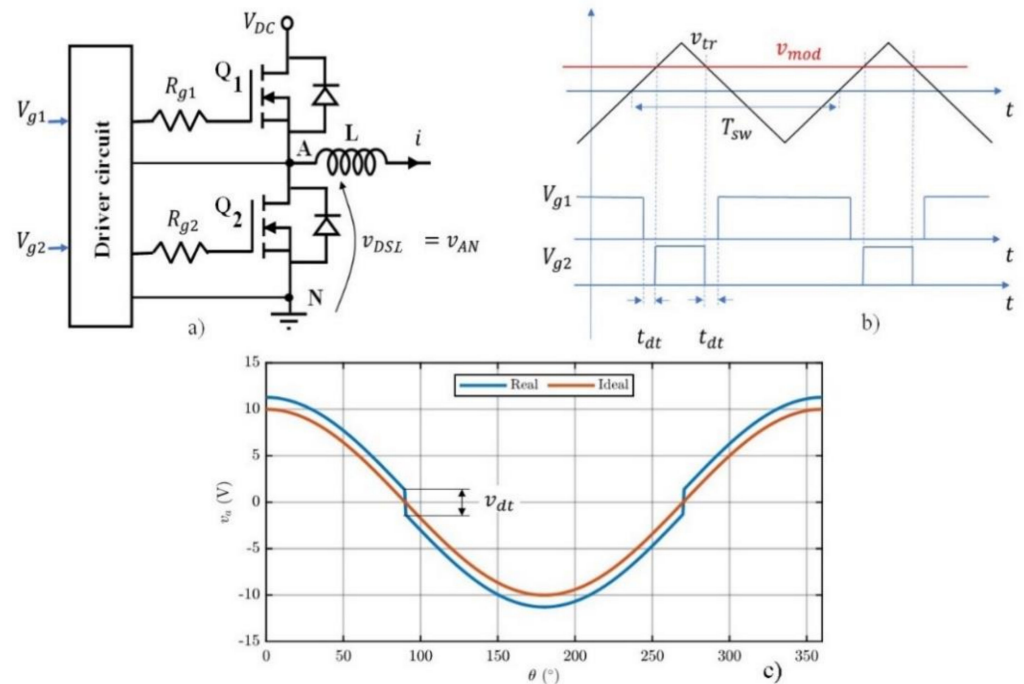 V_DC
Driver circuit
R_g1
Q_1
V_g1
A
L
i
R_g2
Q_2
V_g2
v_DSL = v_AN
N
a)
v_tr
v_mod
t
T_sw
V_g1
t
V_g2
t
t_dt t_dt
b)
Real Ideal
v_dt
v_a (V)
15
10
5
0
-5
-10
-15
0 50 100 150 200 250 300 350
θ (°)
c)